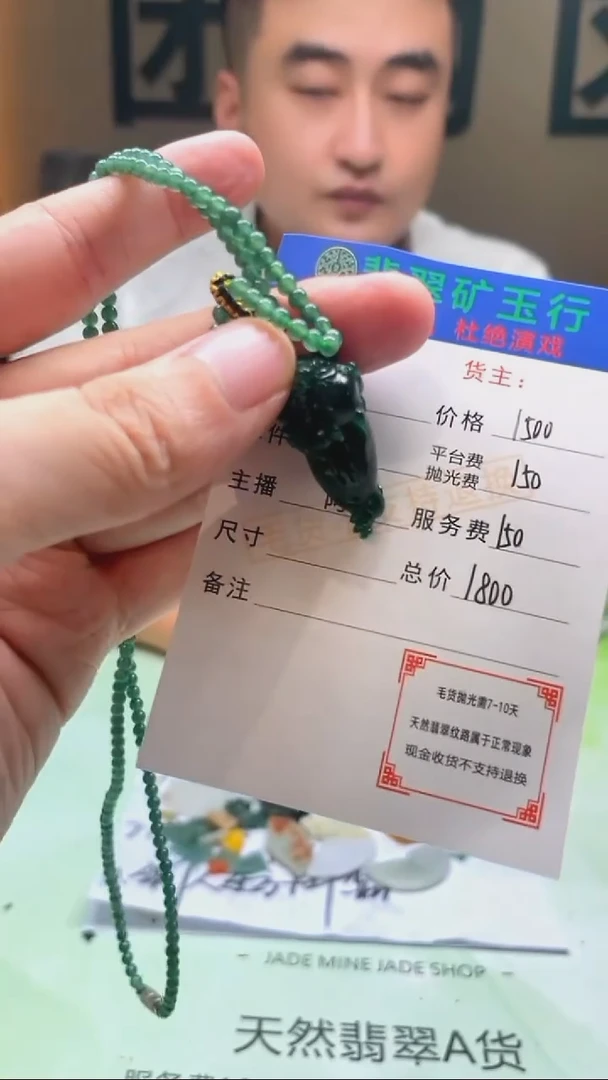 团
翡翠矿玉行
杜绝演戏
货主：
件 价格 1500
平台费
抛光费 150
主播 阿 服务费 150
尺寸 总价 1800
备注
毛货抛光需7-10天
天然翡翠纹路属于正常现象
现金收货不支持退换
- JADE MINE JADE SHOP -
天然翡翠A货